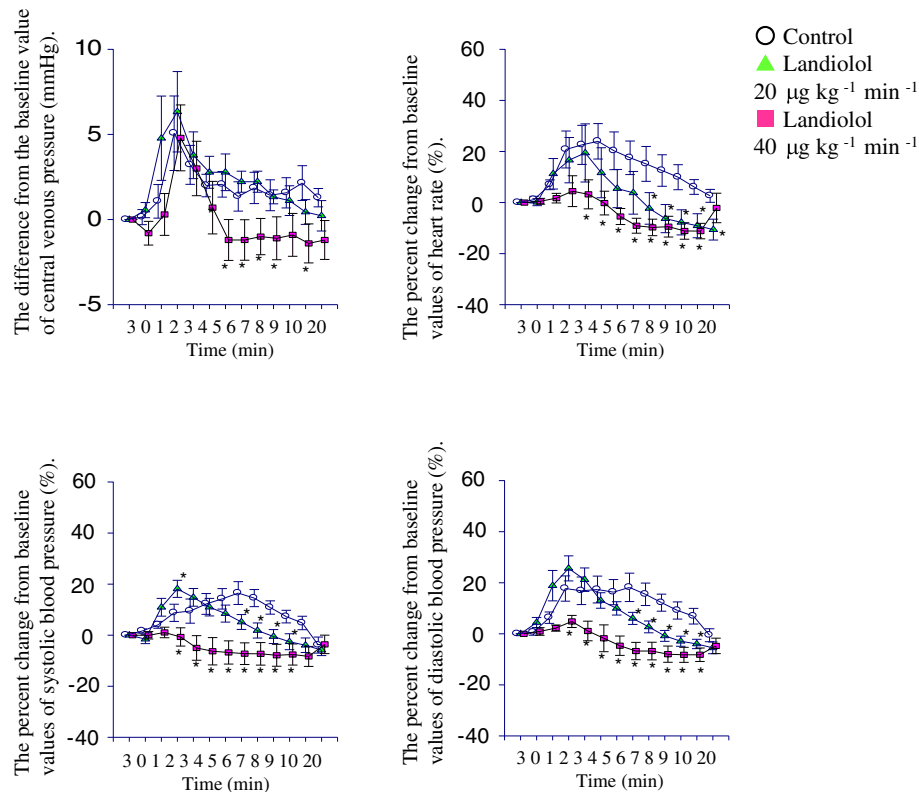 The difference from the baseline value
of central venous pressure (mmHg).
10
5
0
-5
3 0 1 2 3 4 5 6 7 8 9 10 20
Time (min)
The percent change from baseline
values of heart rate (%).
60
40
20
0
-20
-40
3 0 1 2 3 4 5 6 7 8 9 10 20
Time (min)
Control
Landiolol
20 µg kg -1 min -1
Landiolol
40 µg kg -1 min -1
The percent change from baseline
values of systolic blood pressure (%).
60
40
20
0
-20
-40
3 0 1 2 3 4 5 6 7 8 9 10 20
Time (min)
The percent change from baseline
values of diastolic blood pressure (%).
60
40
20
0
-20
-40
3 0 1 2 3 4 5 6 7 8 9 10 20
Time (min)